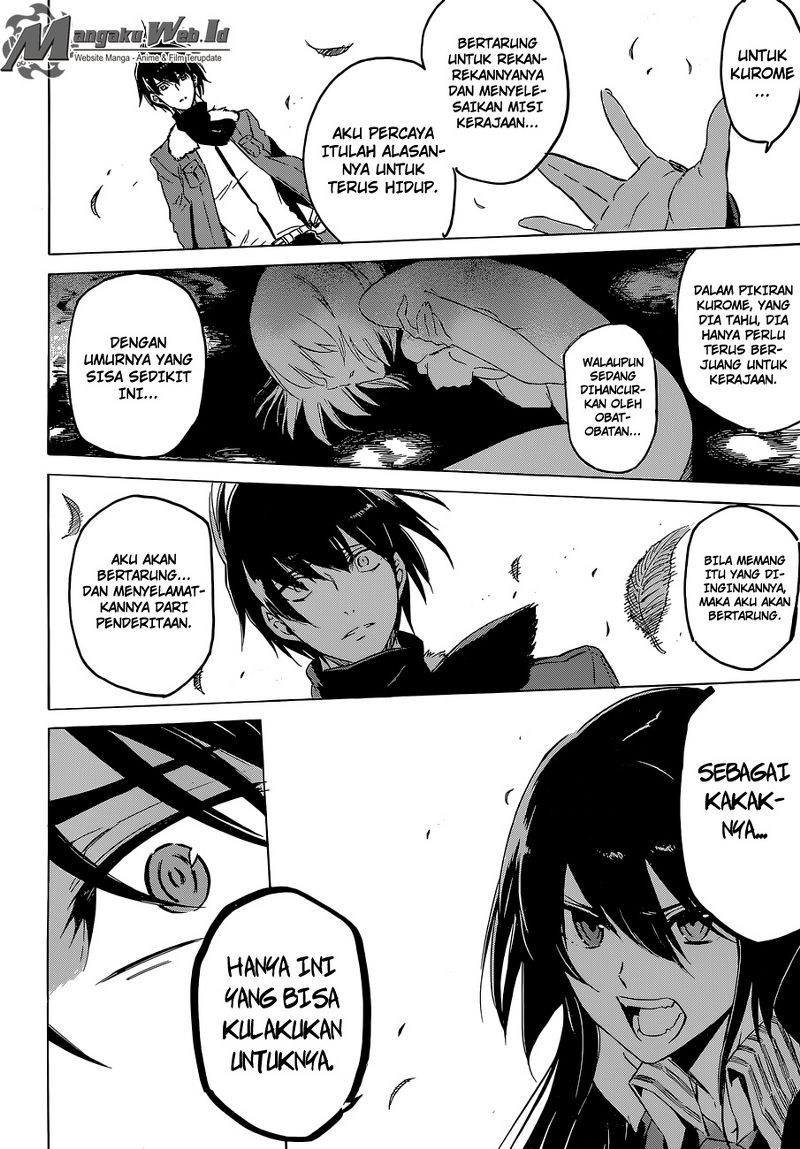 Mangaku.Web.Id
Website Manga - Anime & Film Terupdate
UNTUK
KUROME
...
BERTARUNG
UNTUK REKAN-
REKANNYANYA
DAN MENYELE-
SAIKAN MISI
KERAJAAN...
AKU PERCAYA
ITULAH ALASAN-
NYA UNTUK
TERUS HIDUP.
DALAM PIKIRAN
KUROME, YANG
DIA TAHU, DIA
HANYA PERLU
TERUS BER-
JUANG UNTUK
KERAJAAN.
WALAUPUN
SEDANG
DIHANCUR-
KAN OLEH
OBAT-
OBATAN...
DENGAN
UMURNYA YANG
SISA SEDIKIT
INI...
BILA MEMANG
ITU YANG DI-
INGINKANNYA,
MAKA AKU AKAN
BERTARUNG.
AKU AKAN
BERTARUNG...
DAN MENYELAMAT-
KANNYA DARI
PENDERITAAN.
SEBAGAI
KAKAK-
NYA...
HANYA INI
YANG BISA
KULAKUKAN
UNTUKNYA.